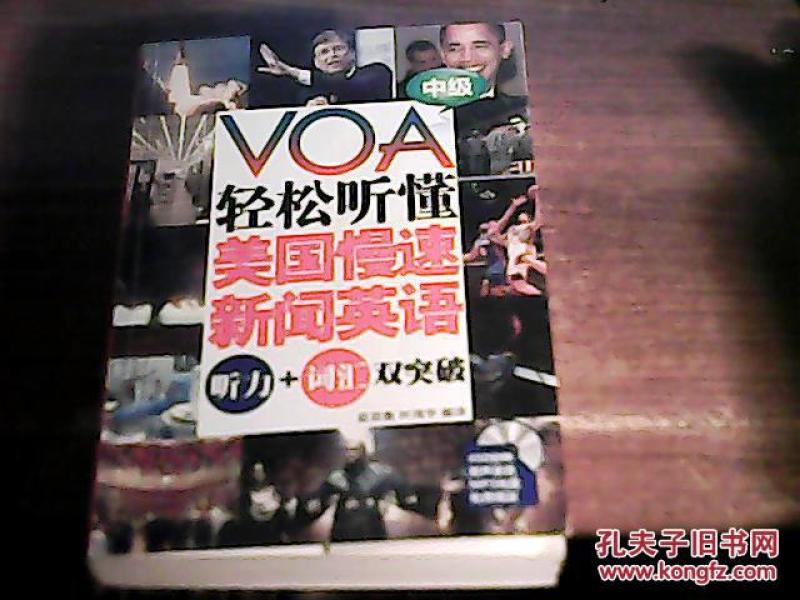 中级
VOA
轻松听懂
美国慢速
新闻英语
听力+词汇 双突破
孔夫子旧书网
www.kongfz.com